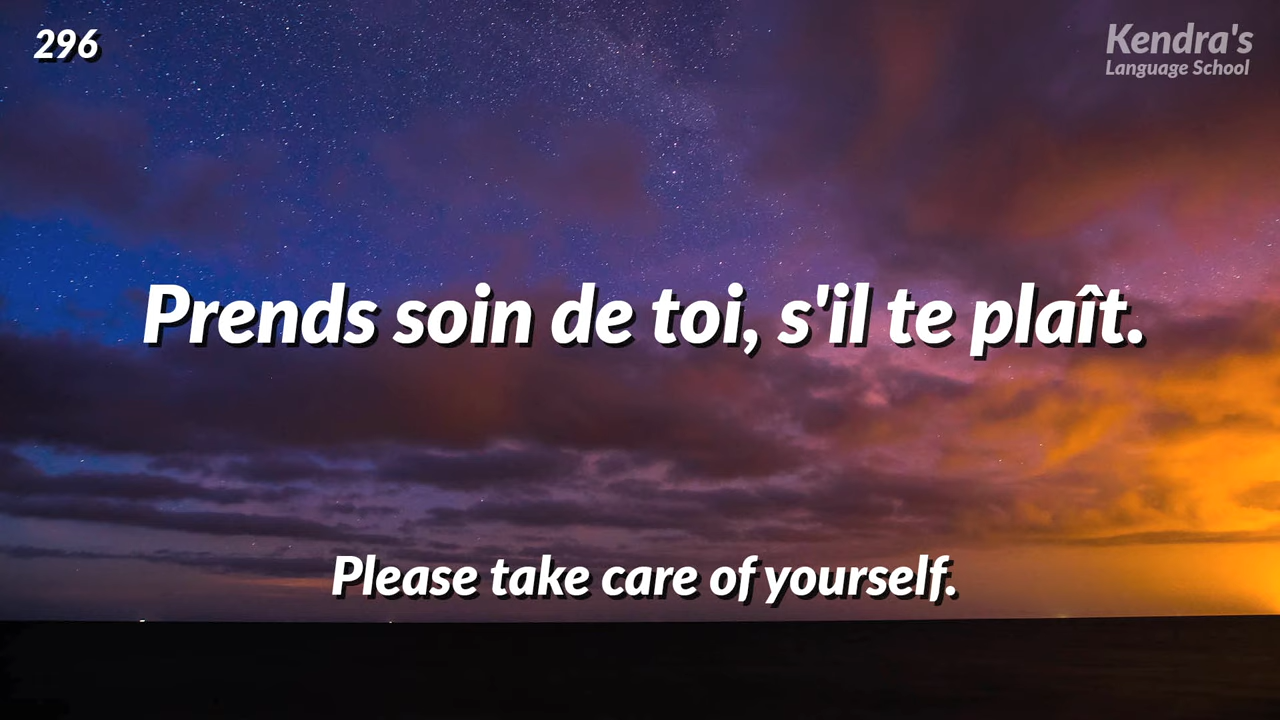 296
Kendra's
Language School
Prends soin de toi, s'il te plaît.
Please take care of yourself.